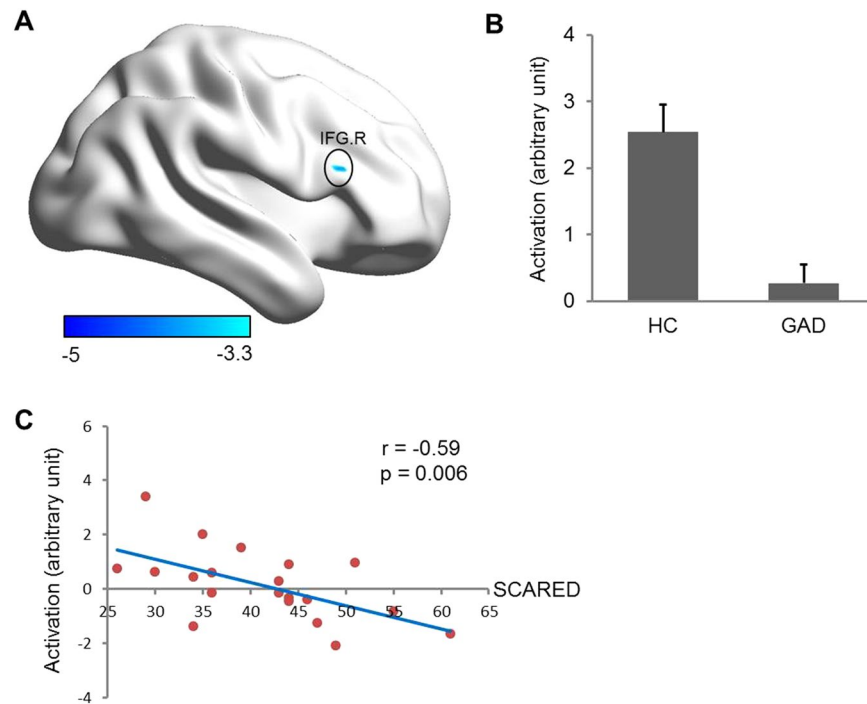 A
IFG.R
-5
-3.3
B
Activation (arbitrary unit)
4
3
2
1
0
HC
GAD
C
Activation (arbitrary unit)
6
4
2
0
-2
-4
r = -0.59
p = 0.006
25 30 35 40 45 50 55 60 65
SCARED